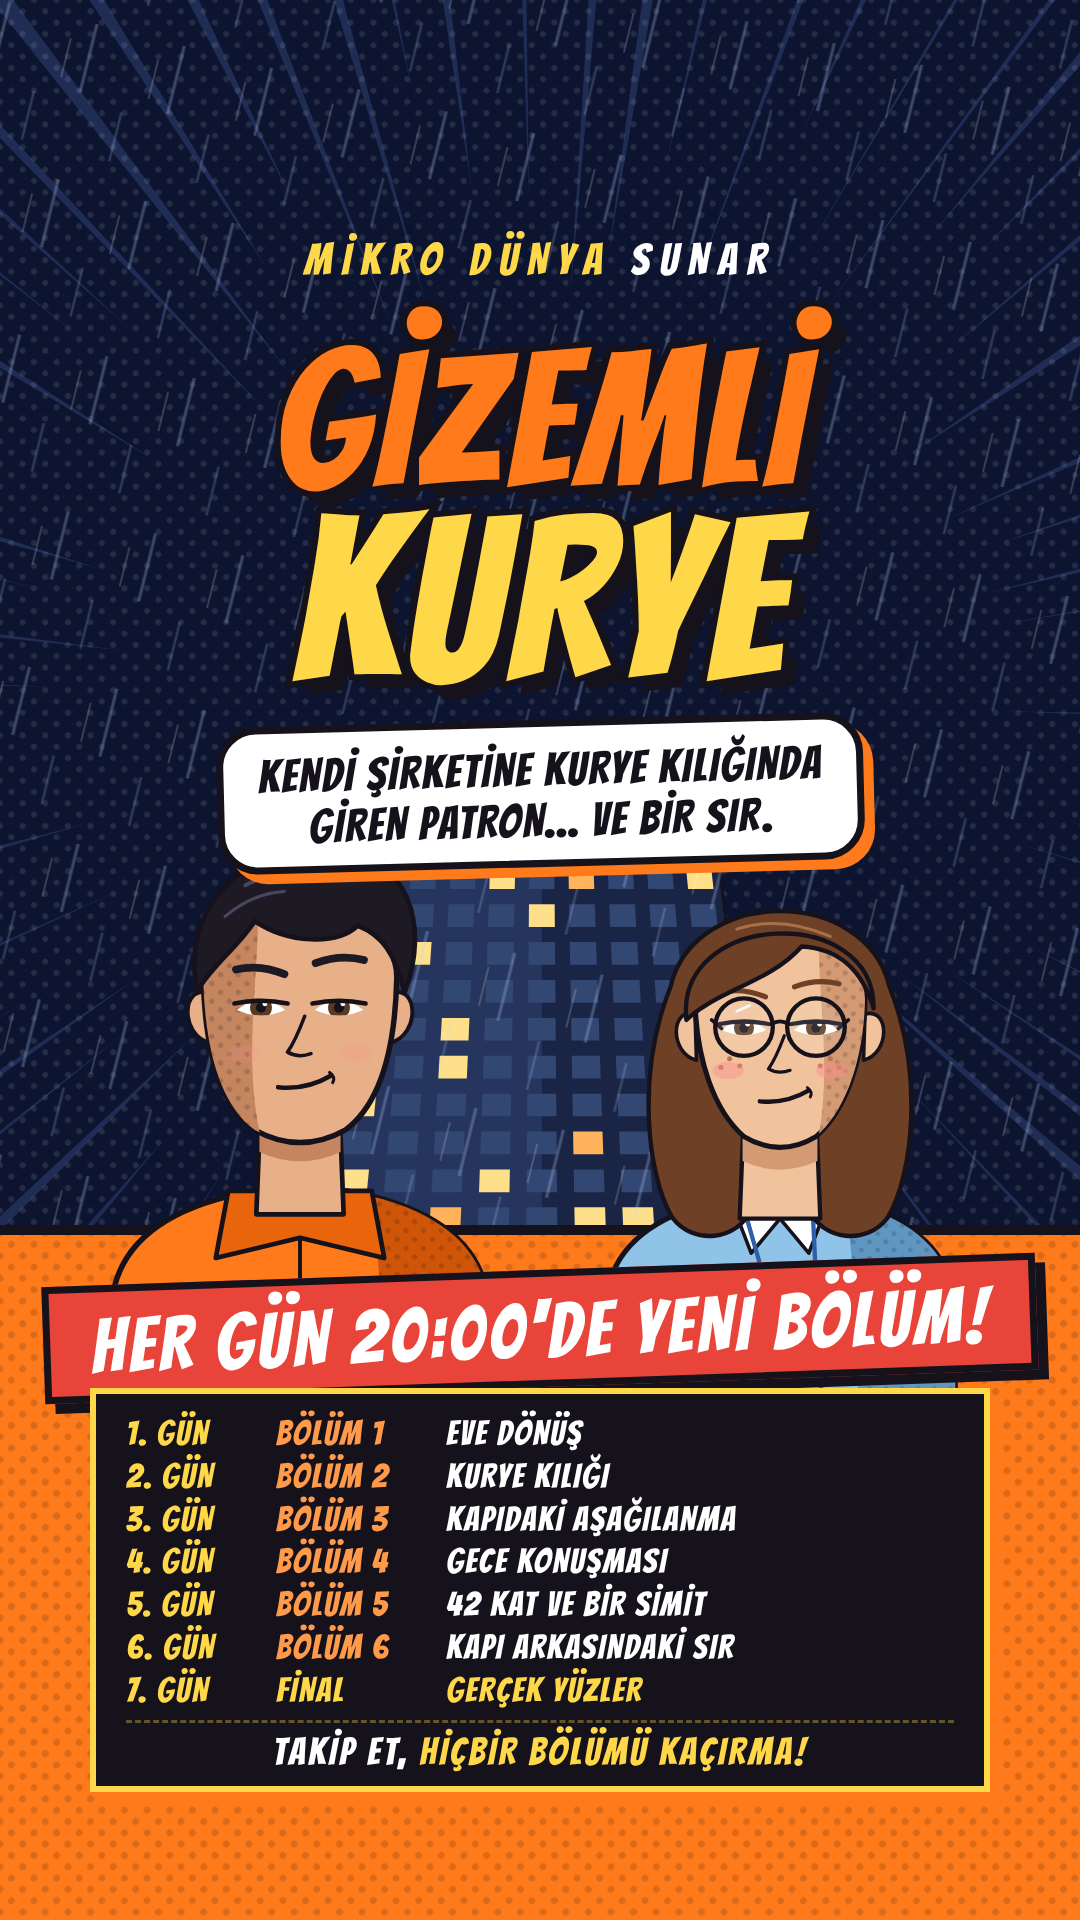 MİKRO DÜNYA SUNAR
GİZEMLİ
KURYE
KENDİ ŞİRKETİNE KURYE KILIĞINDA
GİREN PATRON... VE BİR SIR.
HER GÜN 20:00'DE YENİ BÖLÜM!
1. GÜN BÖLÜM 1 EVE DÖNÜŞ
2. GÜN BÖLÜM 2 KURYE KILIĞI
3. GÜN BÖLÜM 3 KAPIDAKİ AŞAĞILANMA
4. GÜN BÖLÜM 4 GECE KONUŞMASI
5. GÜN BÖLÜM 5 42 KAT VE BİR SİMİT
6. GÜN BÖLÜM 6 KAPI ARKASINDAKİ SIR
7. GÜN FİNAL GERÇEK YÜZLER
TAKİP ET, HİÇBİR BÖLÜMÜ KAÇIRMA!